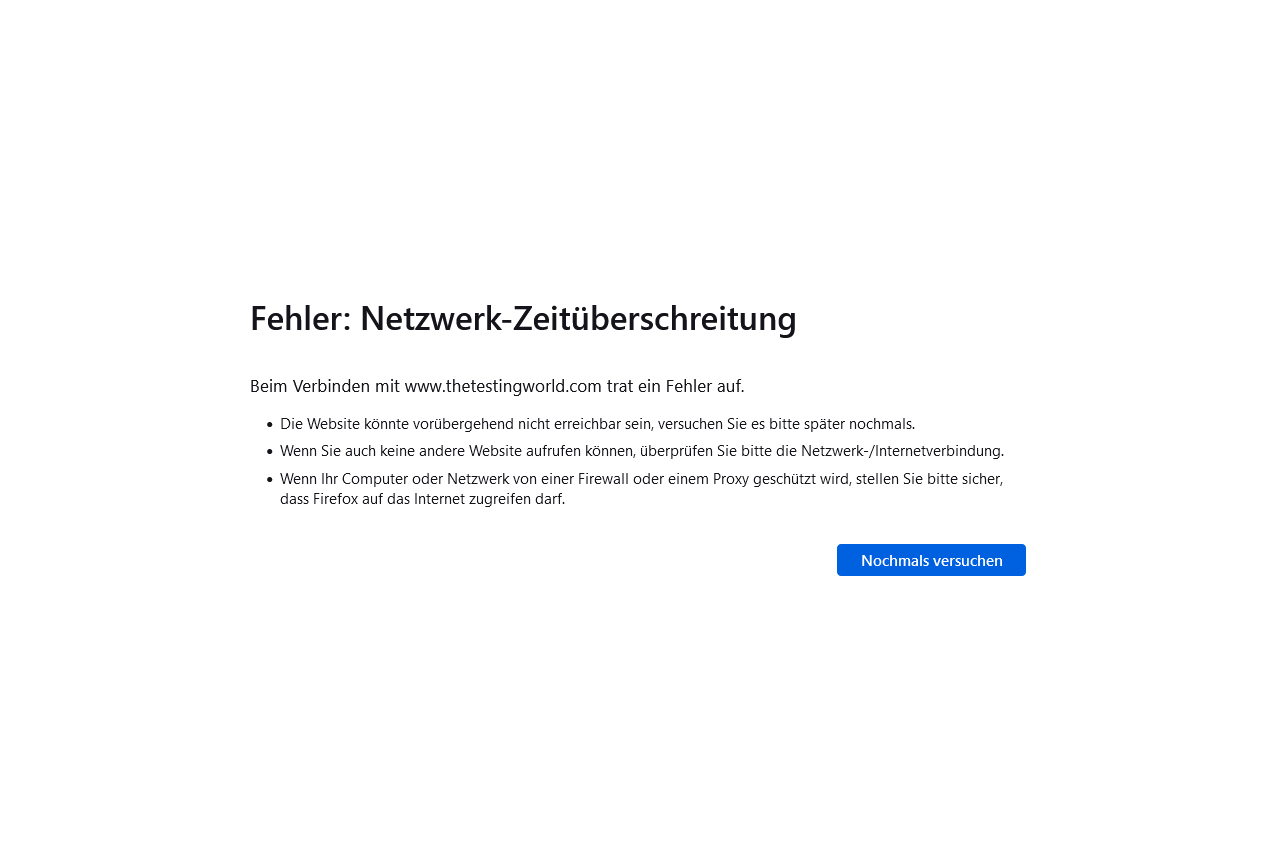 Fehler: Netzwerk-Zeitüberschreitung
Beim Verbinden mit www.thetestingworld.com trat ein Fehler auf.
• Die Website könnte vorübergehend nicht erreichbar sein, versuchen Sie es bitte später nochmals.
• Wenn Sie auch keine andere Website aufrufen können, überprüfen Sie bitte die Netzwerk-/Internetverbindung.
• Wenn Ihr Computer oder Netzwerk von einer Firewall oder einem Proxy geschützt wird, stellen Sie bitte sicher,
dass Firefox auf das Internet zugreifen darf.
Nochmals versuchen